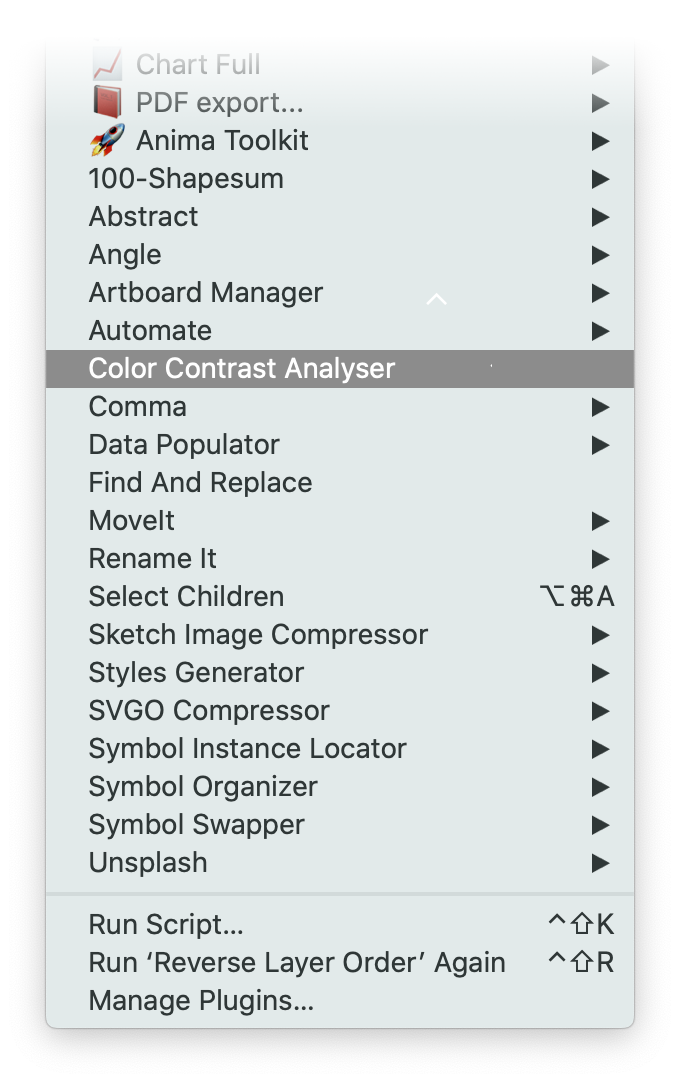 Chart Full
PDF export...
Anima Toolkit
100-Shapesum
Abstract
Angle
Artboard Manager
Automate
Color Contrast Analyser
Comma
Data Populator
Find And Replace
MoveIt
Rename It
Select Children ⌥⌘A
Sketch Image Compressor
Styles Generator
SVGO Compressor
Symbol Instance Locator
Symbol Organizer
Symbol Swapper
Unsplash
Run Script... ^⇧K
Run ‘Reverse Layer Order’ Again ^⇧R
Manage Plugins...